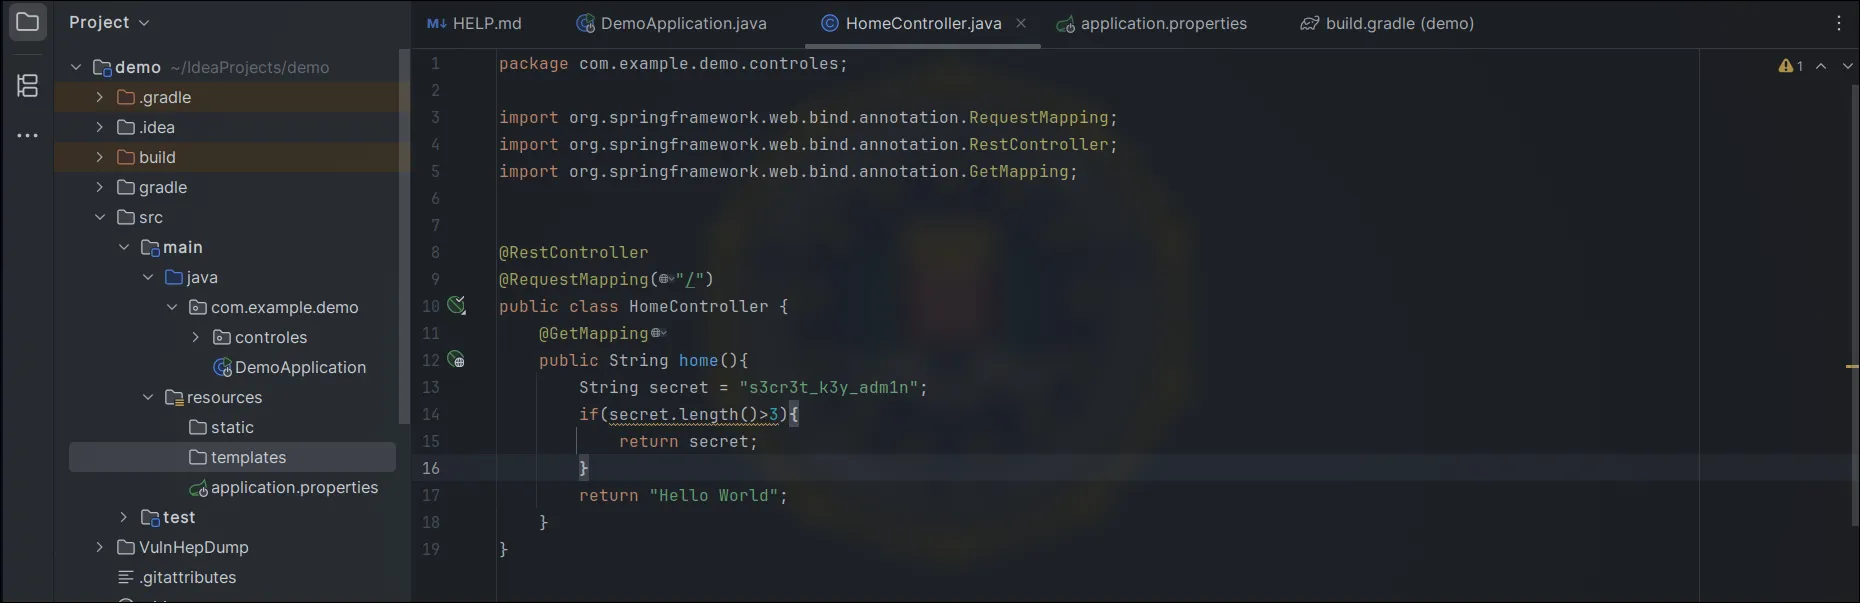 Project
HELP.md
DemoApplication.java
HomeController.java
application.properties
build.gradle (demo)
demo ~/IdeaProjects/demo
.gradle
.idea
build
gradle
src
main
java
com.example.demo
controles
DemoApplication
resources
static
templates
application.properties
test
VulnHepDump
.gitattributes
1 package com.example.demo.controles;
2
3 import org.springframework.web.bind.annotation.RequestMapping;
4 import org.springframework.web.bind.annotation.RestController;
5 import org.springframework.web.bind.annotation.GetMapping;
6
7
8 @RestController
9 @RequestMapping("/")
10 public class HomeController {
11 @GetMapping
12 public String home(){
13 String secret = "s3cr3t_k3y_adm1n";
14 if(secret.length()>3){
15 return secret;
16 }
17 return "Hello World";
18 }
19 }
1